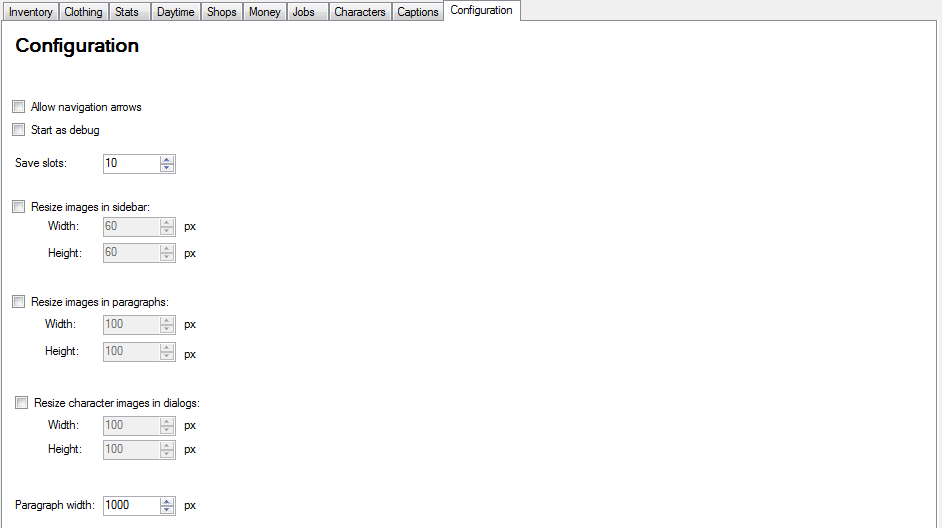 Inventory Clothing Stats Daytime Shops Money Jobs Characters Captions Configuration
Configuration
Allow navigation arrows
Start as debug
Save slots: 10
Resize images in sidebar:
Width: 60 px
Height: 60 px
Resize images in paragraphs:
Width: 100 px
Height: 100 px
Resize character images in dialogs:
Width: 100 px
Height: 100 px
Paragraph width: 1000 px